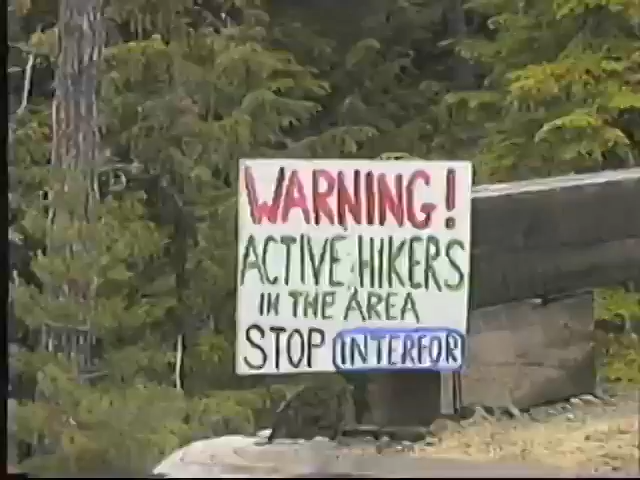 WARNING!
ACTIVE HIKERS
IN THE AREA
STOP INTERFOR